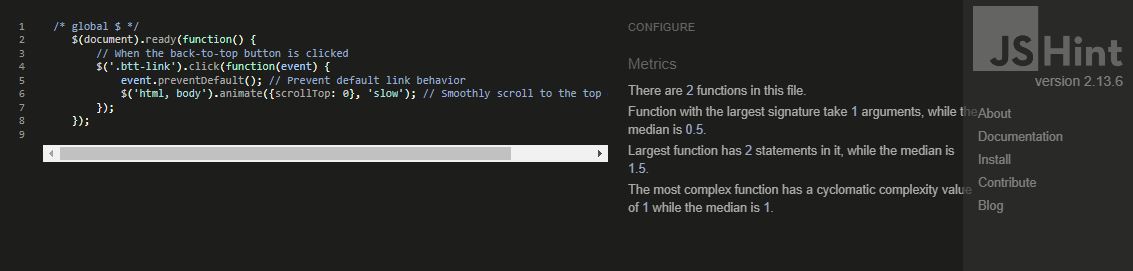 1 /* global $ */
2 $(document).ready(function() {
3 // When the back-to-top button is clicked
4 $('.btt-link').click(function(event) {
5 event.preventDefault(); // Prevent default link behavior
6 $('html, body').animate({scrollTop: 0}, 'slow'); // Smoothly scroll to the top
7 });
8 });
9
CONFIGURE
Metrics
There are 2 functions in this file.
Function with the largest signature take 1 arguments, while the
median is 0.5.
Largest function has 2 statements in it, while the median is
1.5.
The most complex function has a cyclomatic complexity value
of 1 while the median is 1.
JSHint
version 2.13.6
About
Documentation
Install
Contribute
Blog